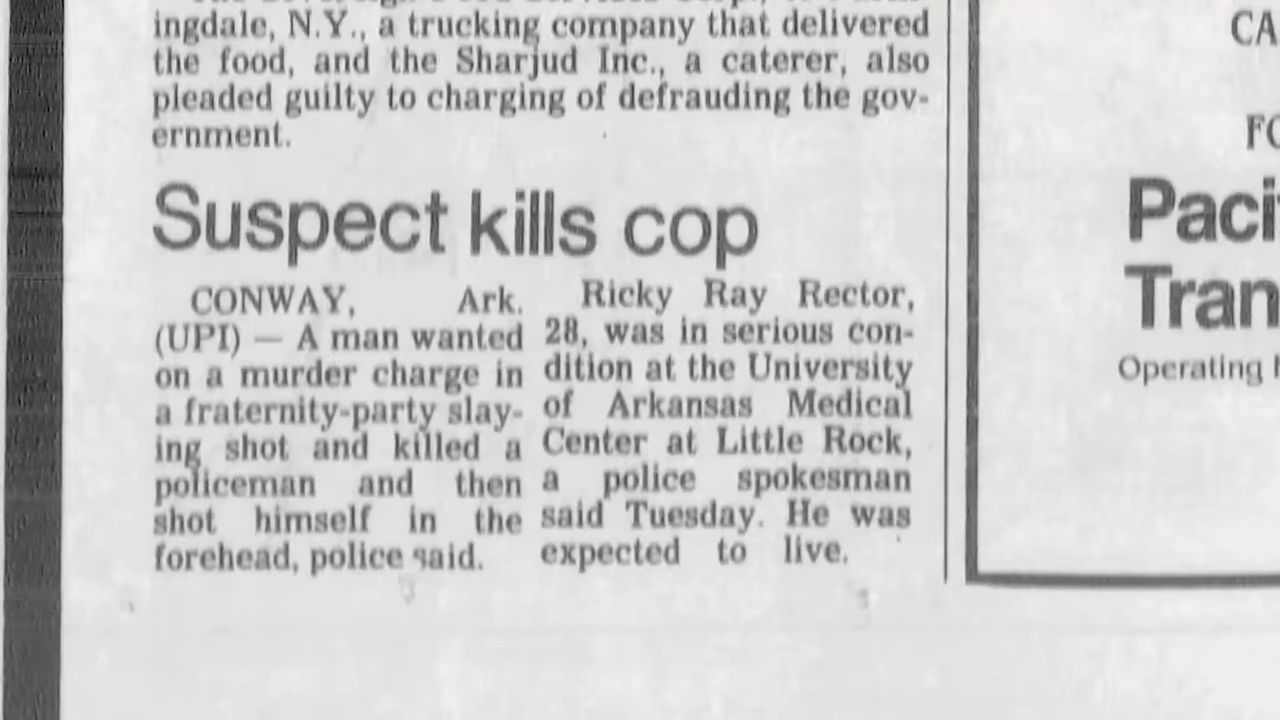 ingdale, N.Y., a trucking company that delivered
the food, and the Sharjud Inc., a caterer, also
pleaded guilty to charging of defrauding the gov-
ernment.
Suspect kills cop
CONWAY, Ark.
(UPI) — A man wanted
on a murder charge in
a fraternity-party slay-
ing shot and killed a
policeman and then
shot himself in the
forehead, police said.
Ricky Ray Rector,
28, was in serious con-
dition at the University
of Arkansas Medical
Center at Little Rock,
a police spokesman
said Tuesday. He was
expected to live.
CA
FO
Paci
Tran
Operating